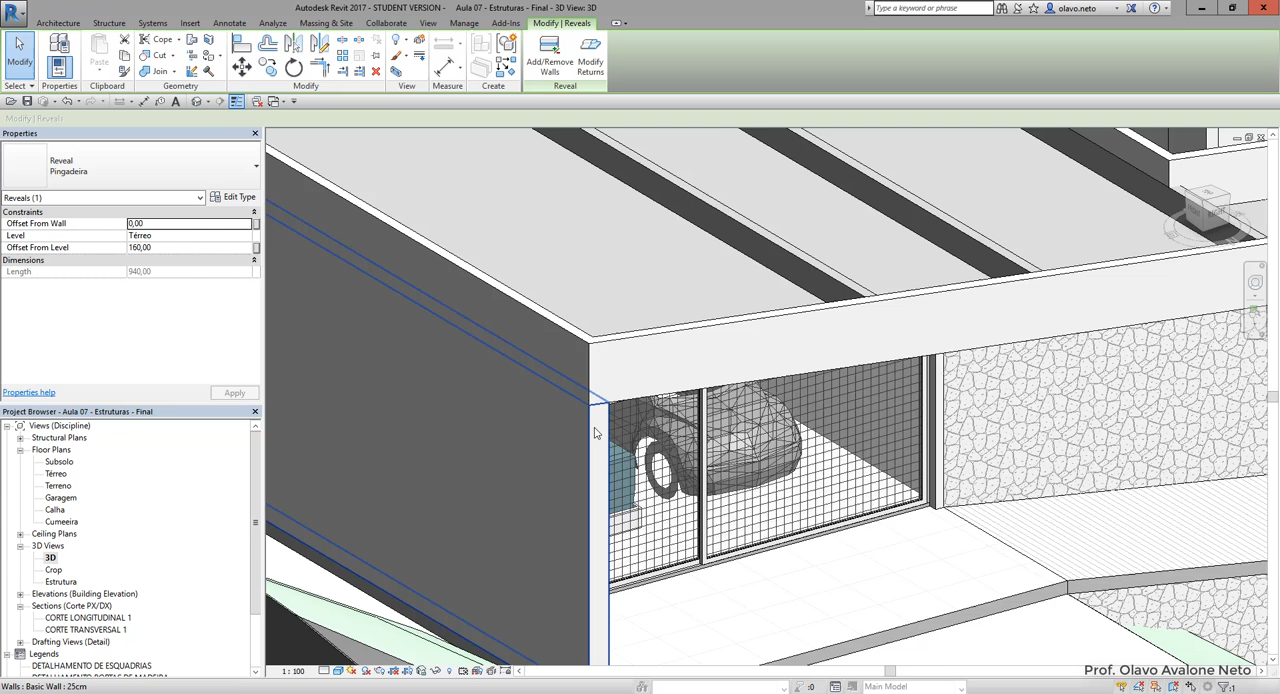 Autodesk Revit 2017 - STUDENT VERSION - Aula 07 - Estruturas - Final - 3D View: 3D
Type a keyword or phrase
olavo.neto
Architecture Structure Systems Insert Annotate Analyze Massing & Site Collaborate View Manage Add-Ins Modify | Reveals
Modify
Paste
Cope
Cut
Join
Add/Remove Walls
Modify Returns
Select Properties Clipboard Geometry Modify View Measure Create Reveal
Modify | Reveals
Properties
Reveal
Pingadeira
Reveals (1)
Edit Type
Constraints
Offset From Wall 0,00
Level Térreo
Offset From Level 160,00
Dimensions
Length 940,00
Properties help
Apply
Project Browser - Aula 07 - Estruturas - Final
Views (Discipline)
Structural Plans
Floor Plans
Subsolo
Térreo
Terreno
Garagem
Calha
Cumeeira
Ceiling Plans
3D Views
3D
Crop
Estrutura
Elevations (Building Elevation)
Sections (Corte PX/DX)
CORTE LONGITUDINAL 1
CORTE TRANSVERSAL 1
Drafting Views (Detail)
Legends
DETALHAMENTO DE ESQUADRIAS
1 : 100
Prof. Olavo Avalone Neto
Walls : Basic Wall : 25cm
:0
Main Model
:1